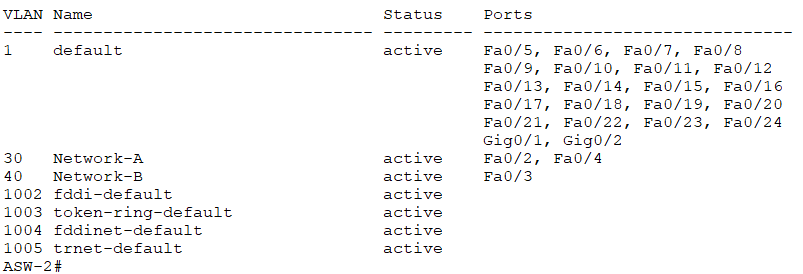 VLAN Name                             Status    Ports
---- -------------------------------- --------- -------------------------------
1    default                          active    Fa0/5, Fa0/6, Fa0/7, Fa0/8
                                                Fa0/9, Fa0/10, Fa0/11, Fa0/12
                                                Fa0/13, Fa0/14, Fa0/15, Fa0/16
                                                Fa0/17, Fa0/18, Fa0/19, Fa0/20
                                                Fa0/21, Fa0/22, Fa0/23, Fa0/24
                                                Gig0/1, Gig0/2
30   Network-A                        active    Fa0/2, Fa0/4
40   Network-B                        active    Fa0/3
1002 fddi-default                     active
1003 token-ring-default               active
1004 fddinet-default                  active
1005 trnet-default                    active
ASW-2#